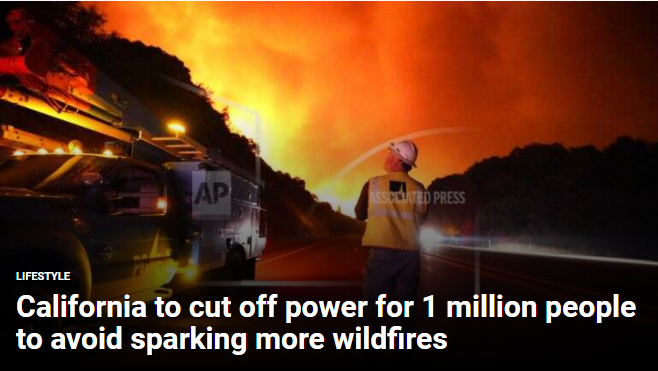 AP
ASSOCIATED PRESS
LIFESTYLE
California to cut off power for 1 million people
to avoid sparking more wildfires